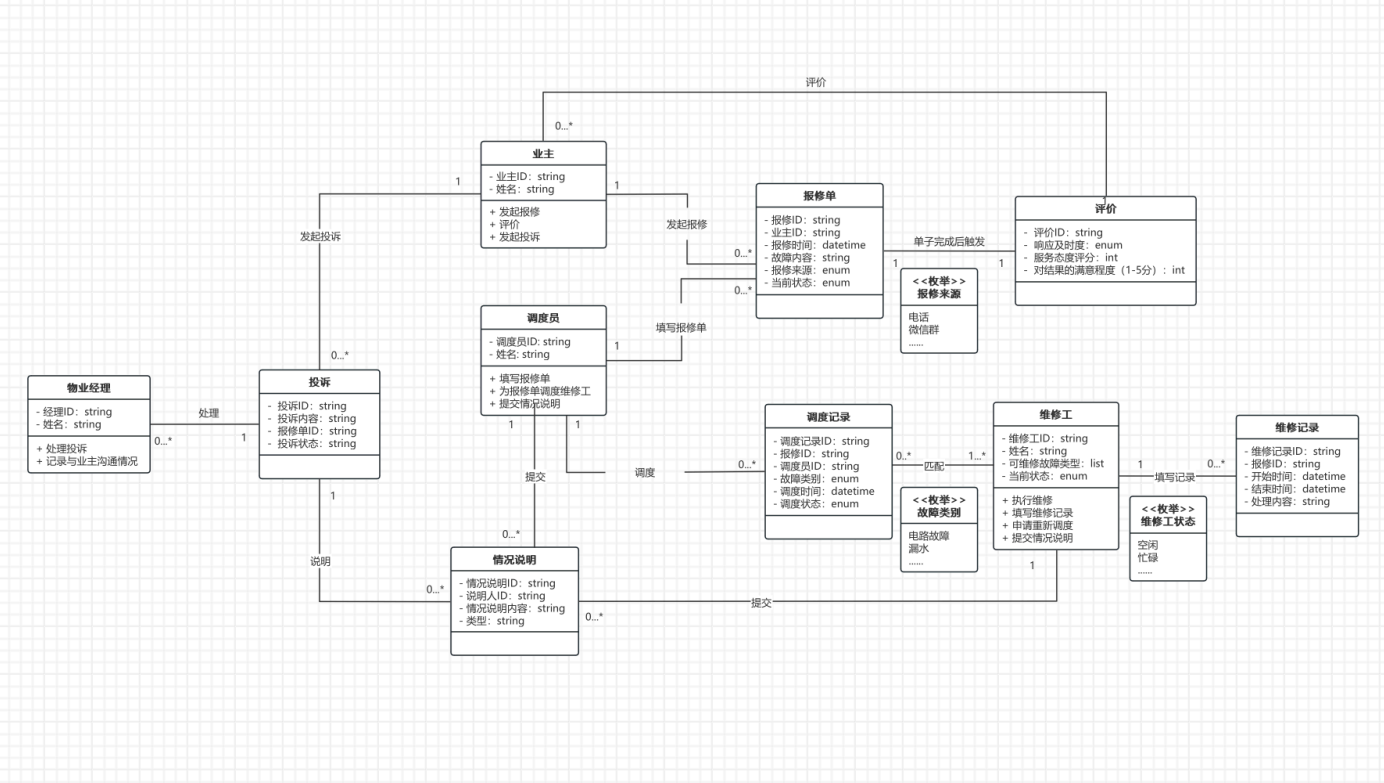 评价
0...*
业主
- 业主ID：string
- 姓名：string
+ 发起报修
+ 评价
+ 发起投诉
1
1
发起投诉
0...*
发起报修
0...*
报修单
- 报修ID：string
- 业主ID：string
- 报修时间：datetime
- 故障内容：string
- 报修来源：enum
- 当前状态：enum
0...*
单子完成后触发
1
1
1
评价
- 评价ID：string
- 响应及时度：enum
- 服务态度评分：int
- 对结果的满意程度（1-5分）：int
<<枚举>>
报修来源
电话
微信群
......
调度员
- 调度员ID: string
- 姓名: string
+ 填写报修单
+ 为报修单调度维修工
+ 提交情况说明
1
填写报修单
物业经理
- 经理ID：string
- 姓名：string
+ 处理投诉
+ 记录与业主沟通情况
处理
0...*
1
投诉
- 投诉ID：string
- 投诉内容：string
- 报修单ID：string
- 投诉状态：enum
1
1
调度
0...*
提交
0...*
调度记录
- 调度记录ID：string
- 报修ID：string
- 调度员ID：string
- 故障类别：enum
- 调度时间：datetime
- 调度状态：enum
0..*
1...*
匹配
<<枚举>>
故障类别
电路故障
漏水
......
维修工
- 维修工ID：string
- 姓名：string
- 可维修故障类型：list
- 当前状态：enum
+ 执行维修
+ 填写维修记录
+ 申请重新调度
+ 提交情况说明
1
0...*
填写记录
<<枚举>>
维修工状态
空闲
忙碌
......
维修记录
- 维修记录ID：string
- 报修ID：string
- 开始时间：datetime
- 结束时间：datetime
- 处理内容：string
1
说明
0...*
情况说明
- 情况说明ID：string
- 说明人ID：string
- 情况说明内容：string
- 类型：string
0...*
提交
1